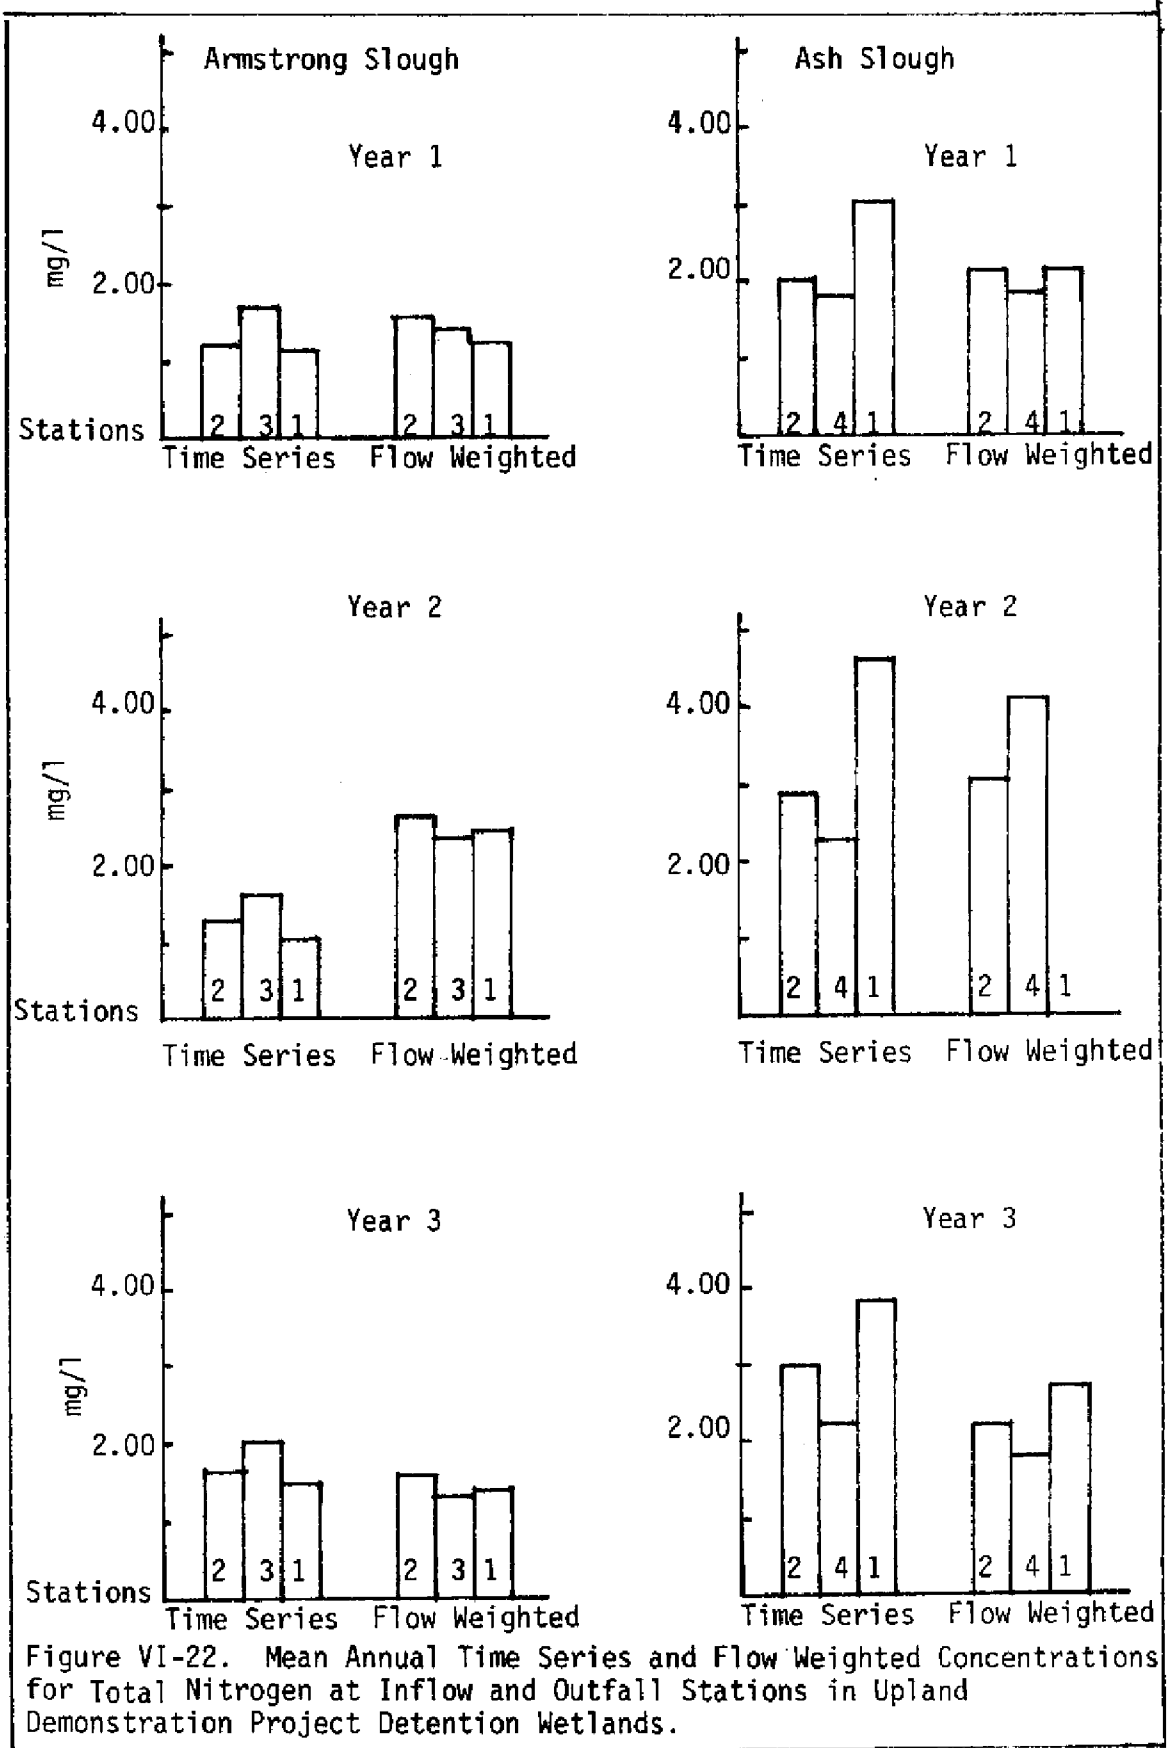 Armstrong Slough
Ash Slough
Year 1
4.00
mg/l
2.00
Stations
2 3 1 2 3 1
Time Series Flow Weighted
Year 1
4.00
2.00
2 4 1 2 4 1
Time Series Flow Weighted
Year 2
4.00
mg/l
2.00
Stations
2 3 1 2 3 1
Time Series Flow Weighted
Year 2
4.00
2.00
2 4 1 2 4 1
Time Series Flow Weighted
Year 3
4.00
mg/l
2.00
Stations
2 3 1 2 3 1
Time Series Flow Weighted
Year 3
4.00
2.00
2 4 1 2 4 1
Time Series Flow Weighted
Figure VI-22. Mean Annual Time Series and Flow Weighted Concentrations
for Total Nitrogen at Inflow and Outfall Stations in Upland
Demonstration Project Detention Wetlands.